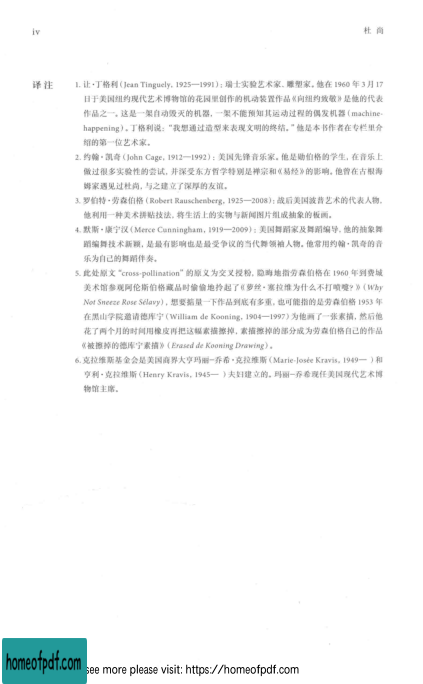 iv
杜尚
译注
1. 让·丁格利(Jean Tinguely, 1925—1991)：瑞士实验艺术家、雕塑家。他在 1960 年 3 月 17
日于美国纽约现代艺术博物馆的花园里创作的机动装置作品《向纽约致敬》是他的代表
作品之一。这是一架自动毁灭的机器，一架不能预知其运动过程的偶发机器（machine-
happening）。丁格利说：“我想通过造型来表现文明的终结。”他是本书作者在专栏里介
绍的第一位艺术家。
2. 约翰·凯奇（John Cage, 1912—1992）：美国先锋音乐家。他是勋伯格的学生，在音乐上
做过很多实验性的尝试，并深受东方哲学特别是禅宗和《易经》的影响。他曾在古根海
姆家遇见过杜尚，与之建立了深厚的友谊。
3. 罗伯特·劳森伯格（Robert Rauschenberg, 1925—2008）：战后美国波普艺术的代表人物，
他利用一种美术拼贴技法，将生活上的实物与新闻图片组成抽象的板画。
4. 默斯·康宁汉（Merce Cunningham, 1919—2009）：美国舞蹈家及舞蹈编导，他的抽象舞
蹈编舞技术新颖，是最有影响也是最受争议的当代舞领袖人物。他常用约翰·凯奇的音
乐为自己的舞蹈伴奏。
5. 此处原文“cross-pollination”的原义为交叉授粉，隐晦地指劳森伯格在 1960 年到费城
美术馆参观阿伦斯伯格藏品时偷偷地拎起了《萝丝·塞拉维为什么不打喷嚏？》（Why
Not Sneeze Rose Sélavy），想要掂量一下作品到底有多重，也可能指的是劳森伯格 1953 年
在黑山学院邀请德库宁（William de Kooning, 1904—1997）为他画了一张素描，然后他
花了两个月的时间用橡皮再把这幅素描擦掉，素描擦掉的部分成为劳森伯格自己的作品
《被擦掉的德库宁素描》（Erased de Kooning Drawing）。
6. 克拉维斯基金会是美国商界大亨玛丽-乔希·克拉维斯（Marie-Josée Kravis, 1949— ）和
亨利·克拉维斯（Henry Kravis, 1945— ）夫妇建立的。玛丽-乔希现任美国现代艺术博
物馆主席。
homeofpdf.com
see more please visit: https://homeofpdf.com